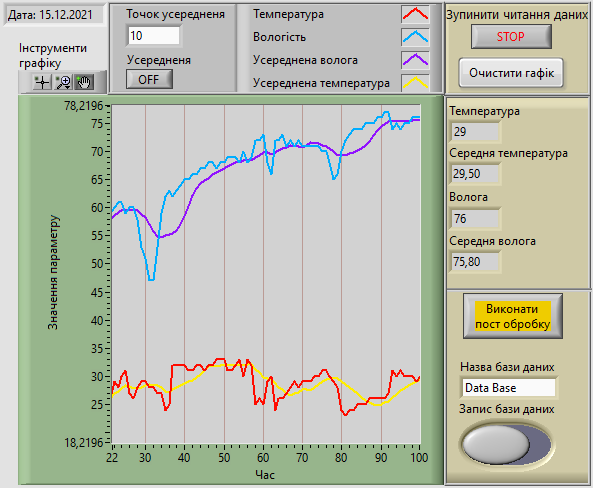 Дата: 15.12.2021
Інструменти
графіку
Точок усередненя
10
Усередненя
OFF
Температура
Вологість
Усереднена волога
Усереднена температура
Зупинити читання даних
STOP
Очистити гафік
Значення параметру
78,2196
75
70
65
60
55
50
45
40
35
30
25
18,2196
22
30
40
50
60
70
80
90
100
Час
Температура
29
Середня температура
29,50
Волога
76
Середня волога
75,80
Виконати
пост обробку
Назва бази даних
Data Base
Запис бази даних